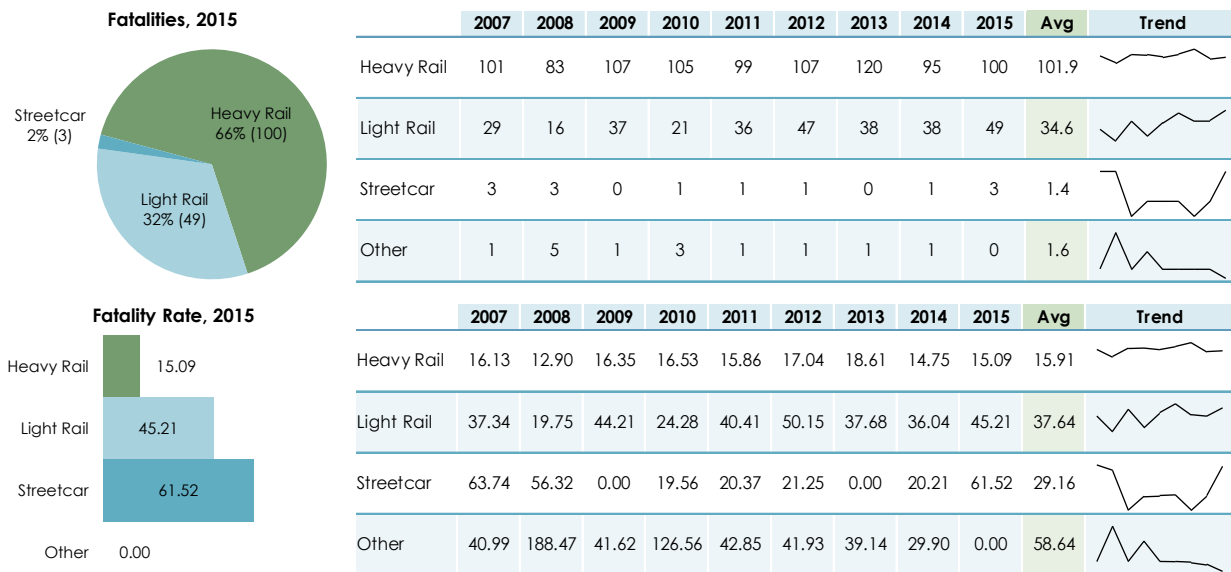 Fatalities, 2015
Streetcar
2% (3)
Heavy Rail
66% (100)
Light Rail
32% (49)
2007 2008 2009 2010 2011 2012 2013 2014 2015 Avg Trend
Heavy Rail 101 83 107 105 99 107 120 95 100 101.9
Light Rail 29 16 37 21 36 47 38 38 49 34.6
Streetcar 3 3 0 1 1 1 0 1 3 1.4
Other 1 5 1 3 1 1 1 1 0 1.6
Fatality Rate, 2015
Heavy Rail 15.09
Light Rail 45.21
Streetcar 61.52
Other 0.00
2007 2008 2009 2010 2011 2012 2013 2014 2015 Avg Trend
Heavy Rail 16.13 12.90 16.35 16.53 15.86 17.04 18.61 14.75 15.09 15.91
Light Rail 37.34 19.75 44.21 24.28 40.41 50.15 37.68 36.04 45.21 37.64
Streetcar 63.74 56.32 0.00 19.56 20.37 21.25 0.00 20.21 61.52 29.16
Other 40.99 188.47 41.62 126.56 42.85 41.93 39.14 29.90 0.00 58.64